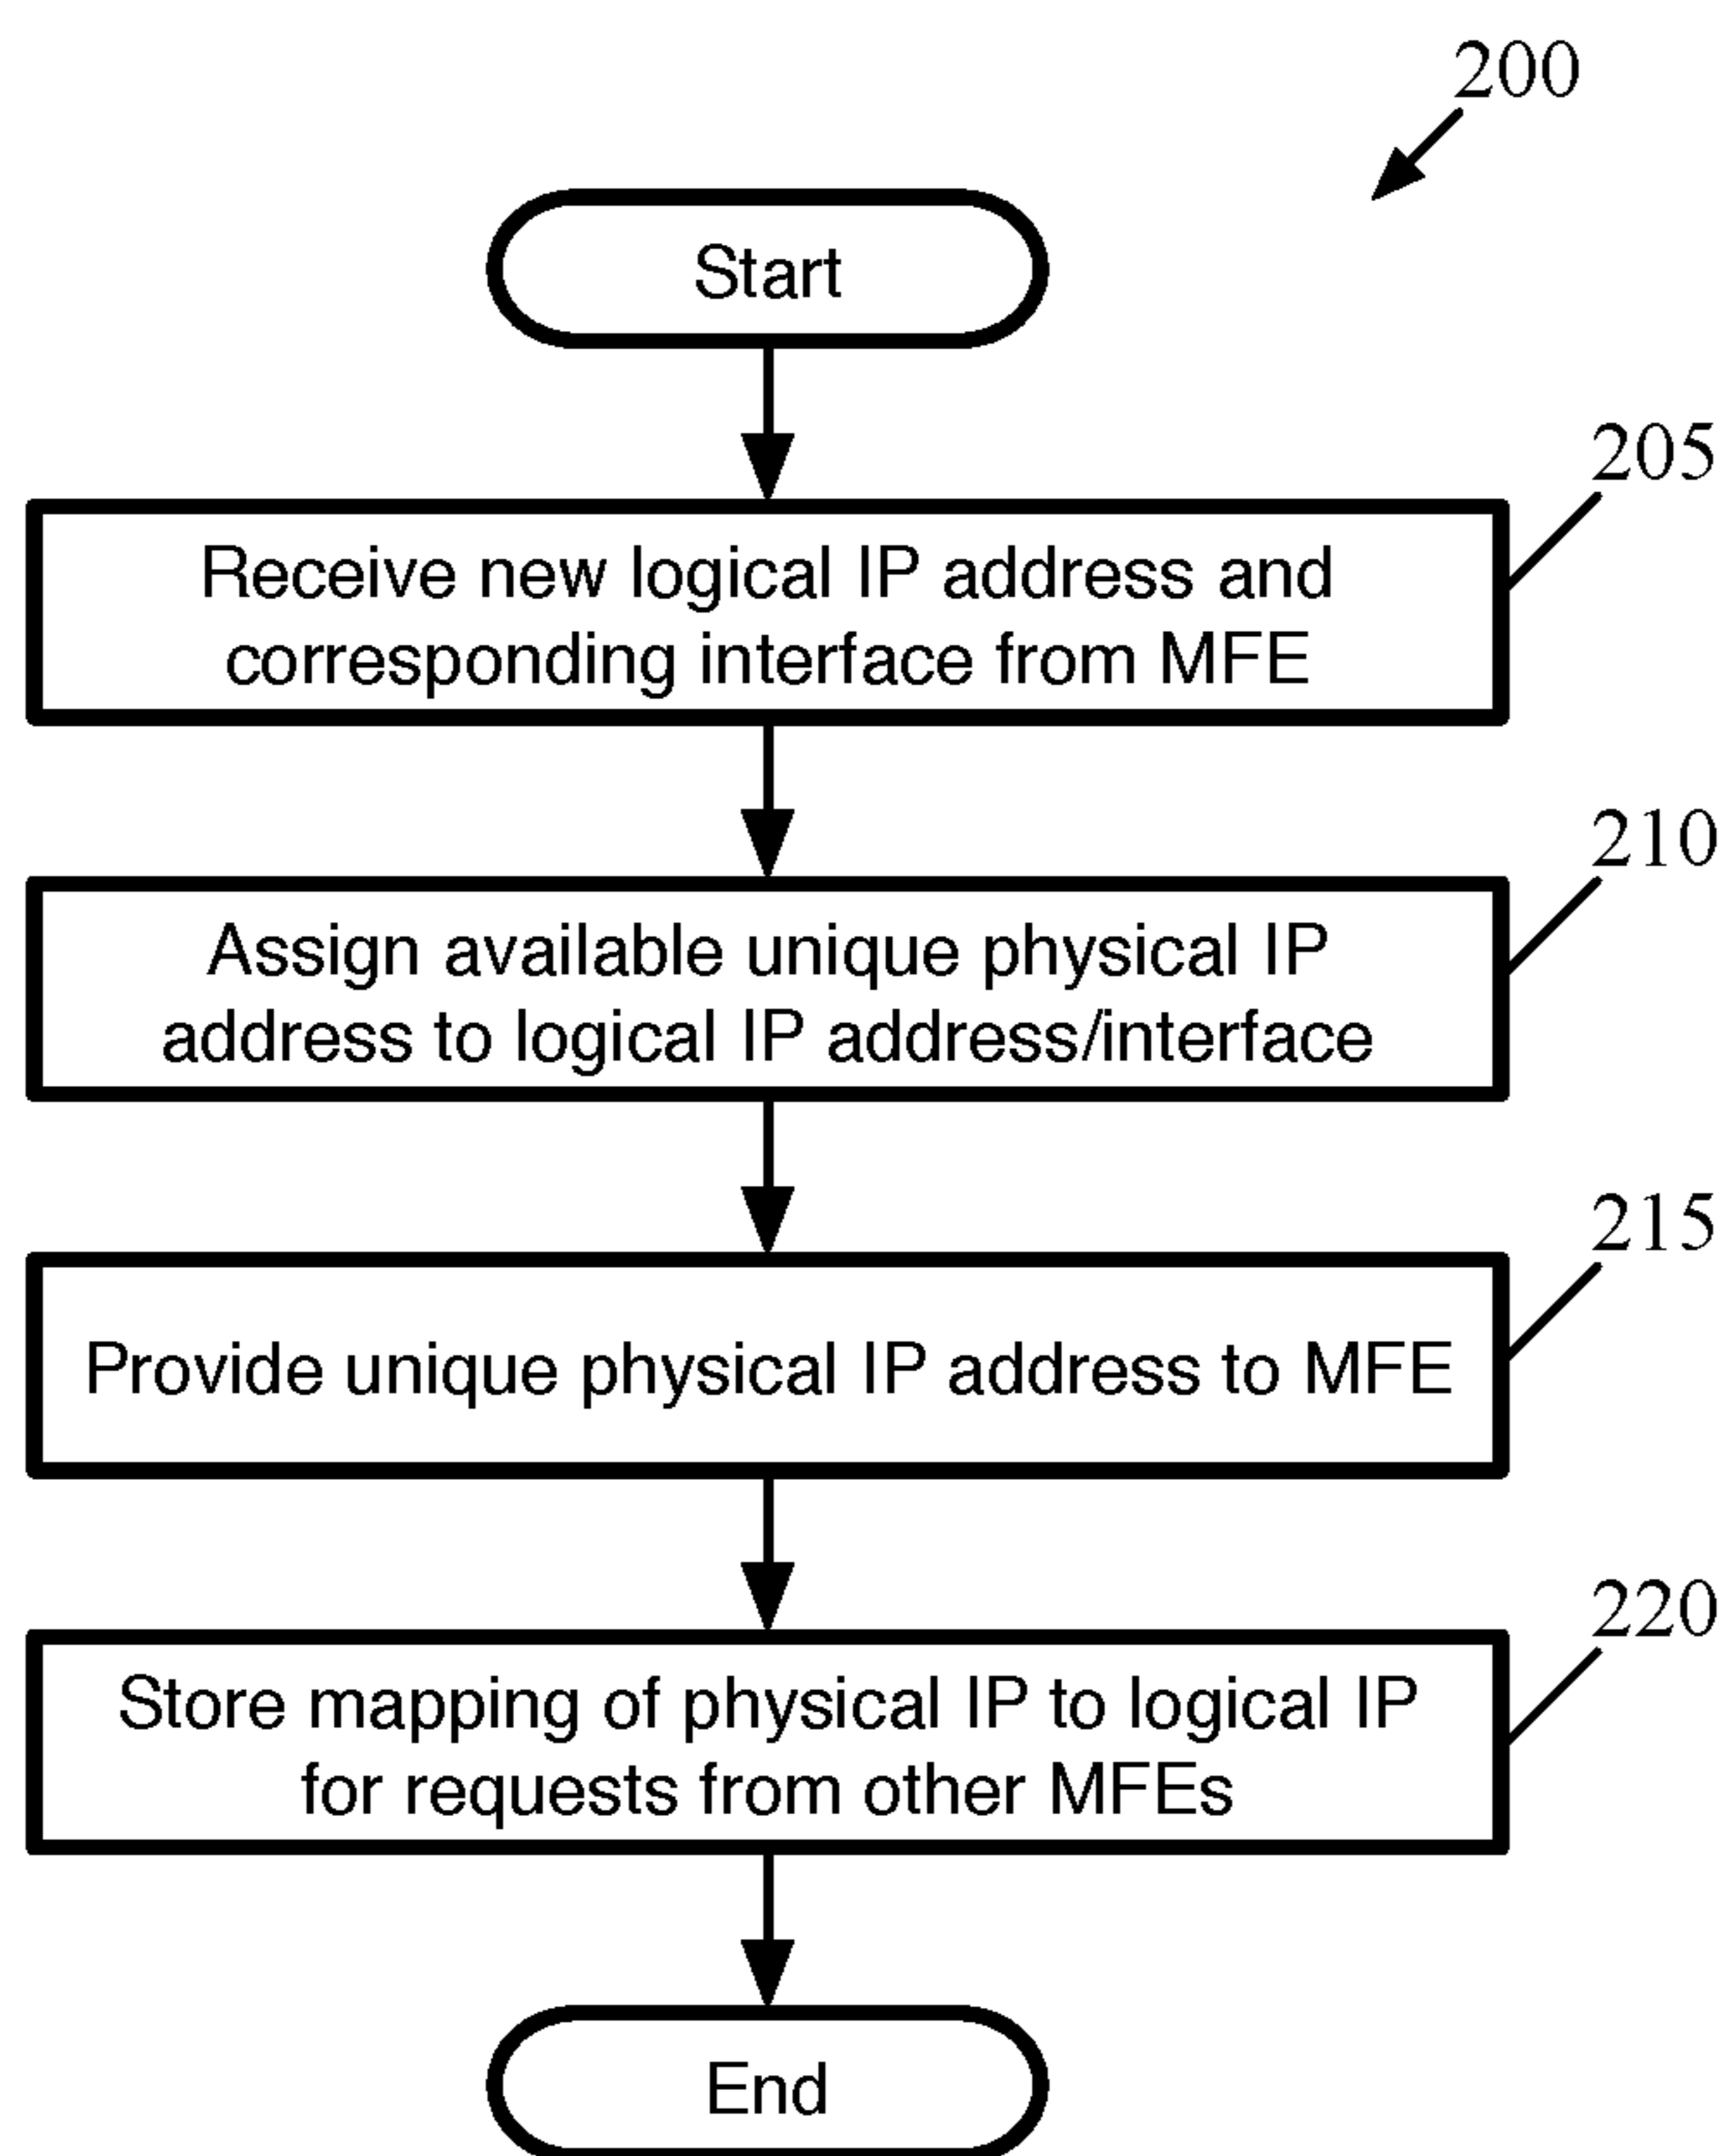 200
Start
205
Receive new logical IP address and
corresponding interface from MFE
210
Assign available unique physical IP
address to logical IP address/interface
215
Provide unique physical IP address to MFE
220
Store mapping of physical IP to logical IP
for requests from other MFEs
End